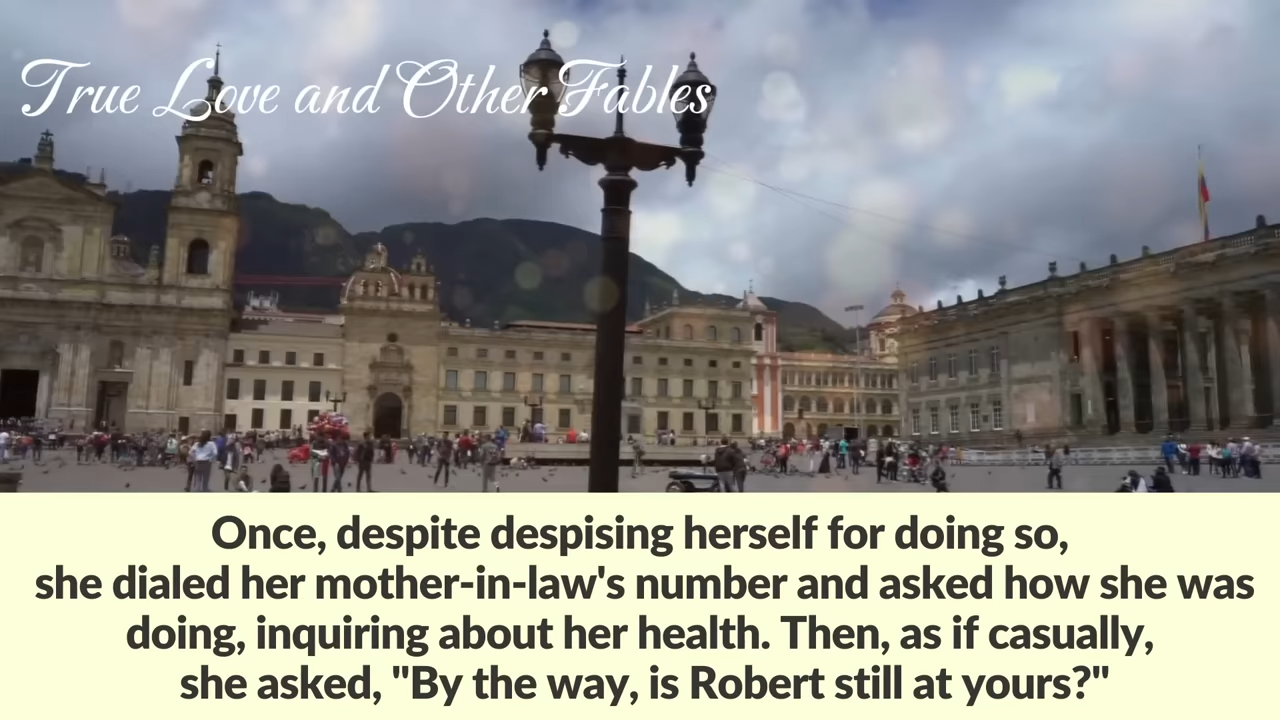 True Love and Other Fables
Once, despite despising herself for doing so,
she dialed her mother-in-law's number and asked how she was
doing, inquiring about her health. Then, as if casually,
she asked, "By the way, is Robert still at yours?"